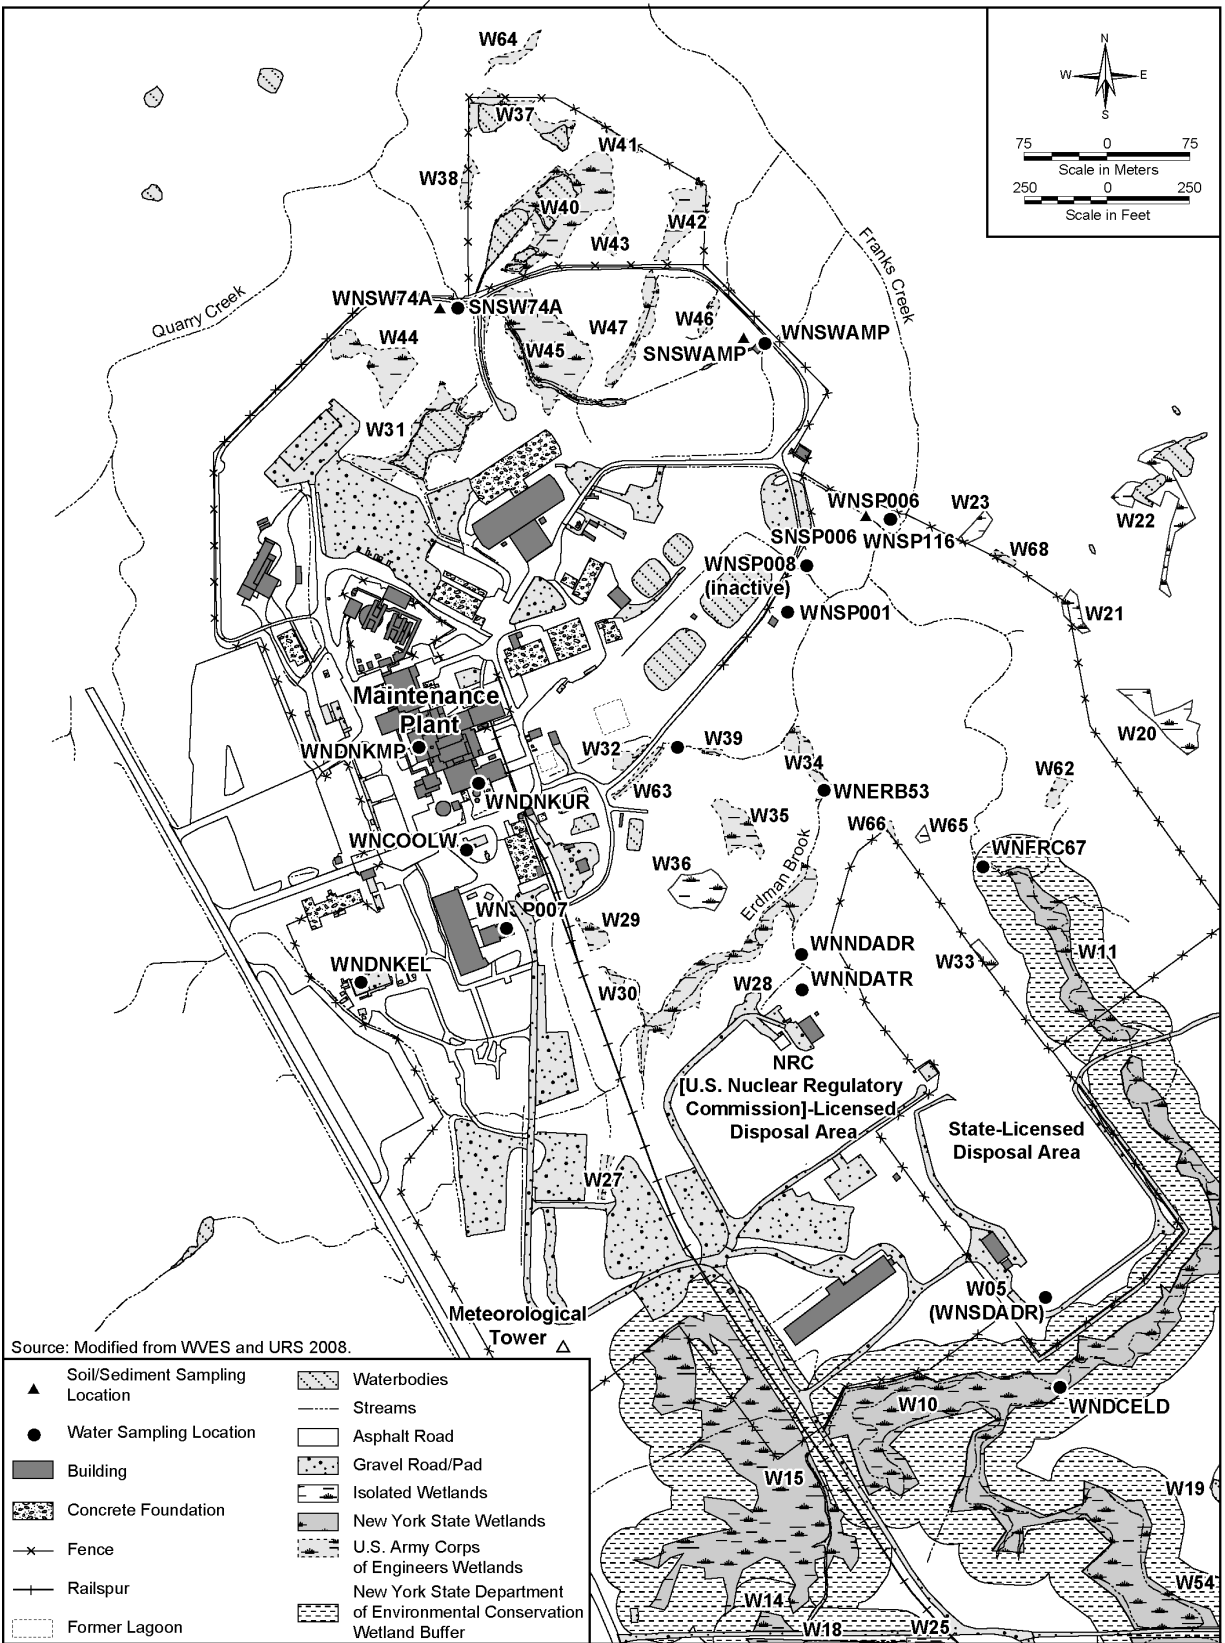 W64
N
W E
S
75 0 75
Scale in Meters
250 0 250
Scale in Feet
W37
W41
W38
W40
W42
W43
Franks Creek
Quarry Creek
WNSW74A
SNSW74A
W44
W45
W47
W46
SNSWAMP
WNSWAMP
W31
WNSP006
SNSP006
WNSP116
W23
W22
W68
WNSP008
(inactive)
WNSP001
W21
Maintenance
Plant
WNDNKMP
W32
W39
W34
W20
W63
W62
WNDNKUR
WNERB53
W35
W66
W65
WNCOOLW
WNFRC67
W36
Erdman Brook
WNSP007
W29
WNNDADR
W33
W11
WNDNKEL
WNNDATR
W30
W28
NRC
[U.S. Nuclear Regulatory
Commission]-Licensed
Disposal Area
State-Licensed
Disposal Area
W27
W05
(WNSDADR)
Meteorological
Tower
WNDCELD
W10
W15
W19
W54
W14
W18
W25
Source: Modified from WVES and URS 2008.
Soil/Sediment Sampling
Location
Water Sampling Location
Building
Concrete Foundation
Fence
Railspur
Former Lagoon
Waterbodies
Streams
Asphalt Road
Gravel Road/Pad
Isolated Wetlands
New York State Wetlands
U.S. Army Corps
of Engineers Wetlands
New York State Department
of Environmental Conservation
Wetland Buffer